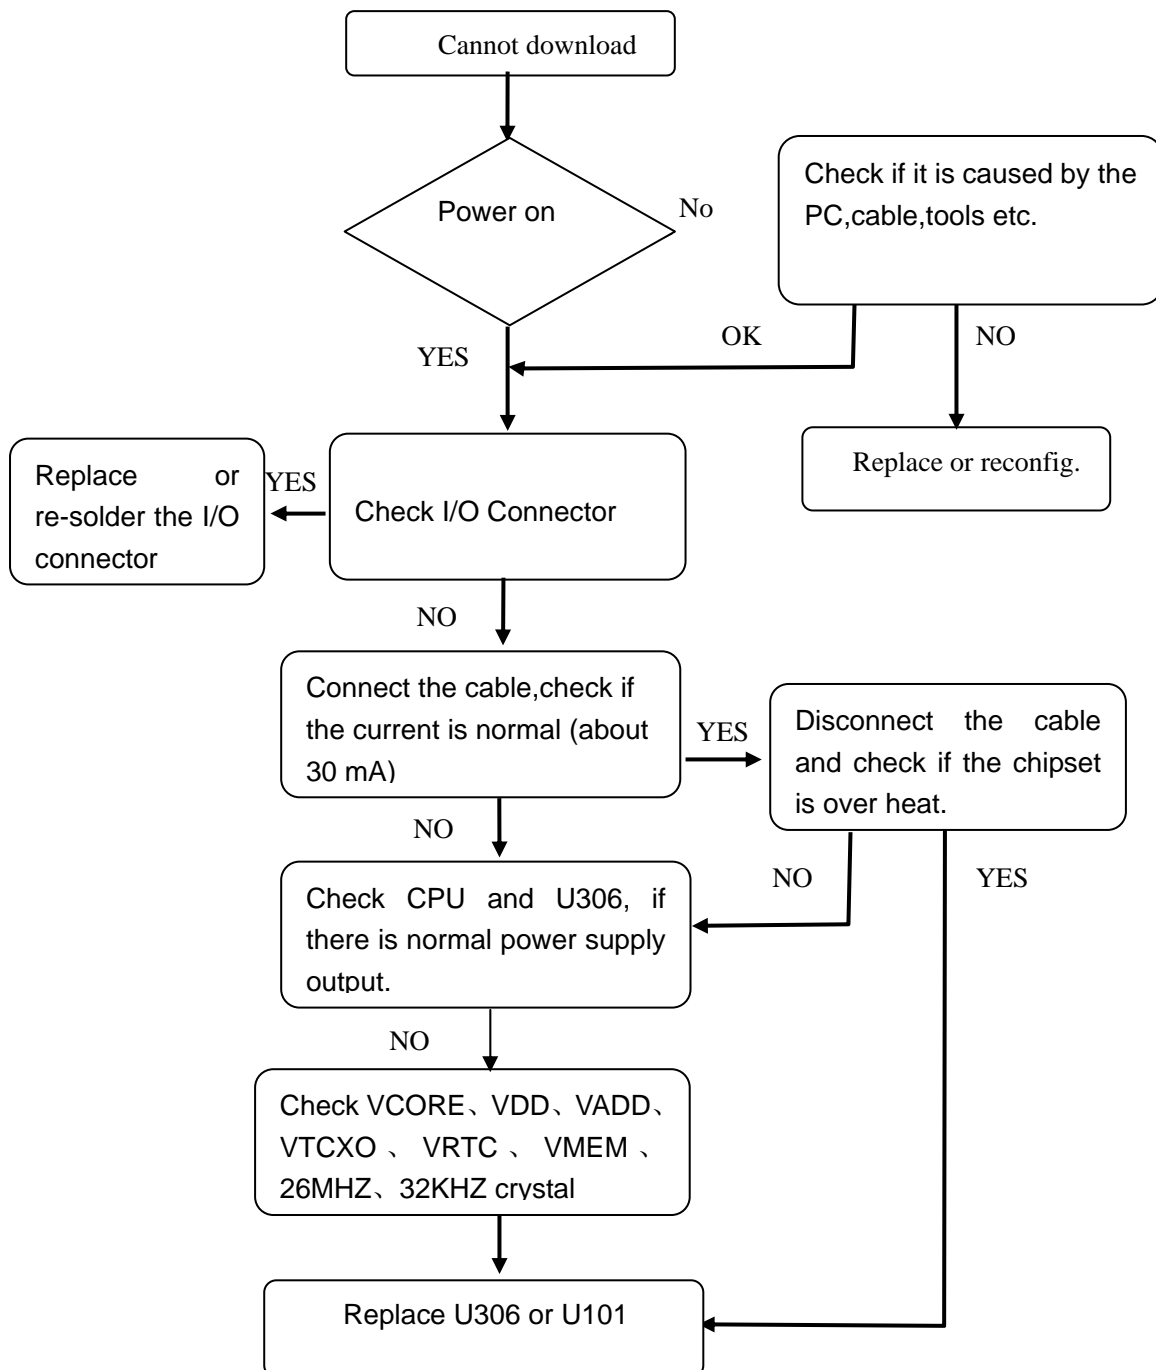 Cannot download
Power on
No
Check if it is caused by the
PC,cable,tools etc.
YES
OK
NO
Replace or reconfig.
Replace or
re-solder the I/O
connector
YES
Check I/O Connector
NO
Connect the cable,check if
the current is normal (about
30 mA)
YES
Disconnect the cable
and check if the chipset
is over heat.
NO
NO
YES
Check CPU and U306, if
there is normal power supply
output.
NO
Check VCORE、VDD、VADD、
VTCXO 、 VRTC 、 VMEM 、
26MHZ、32KHZ crystal
Replace U306 or U101